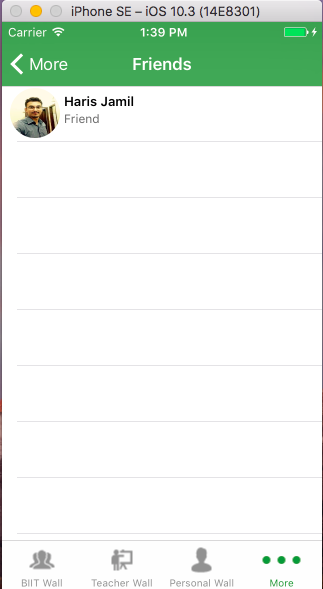 iPhone SE – iOS 10.3 (14E8301)
Carrier 1:39 PM
More Friends
Haris Jamil
Friend
BIIT Wall Teacher Wall Personal Wall More